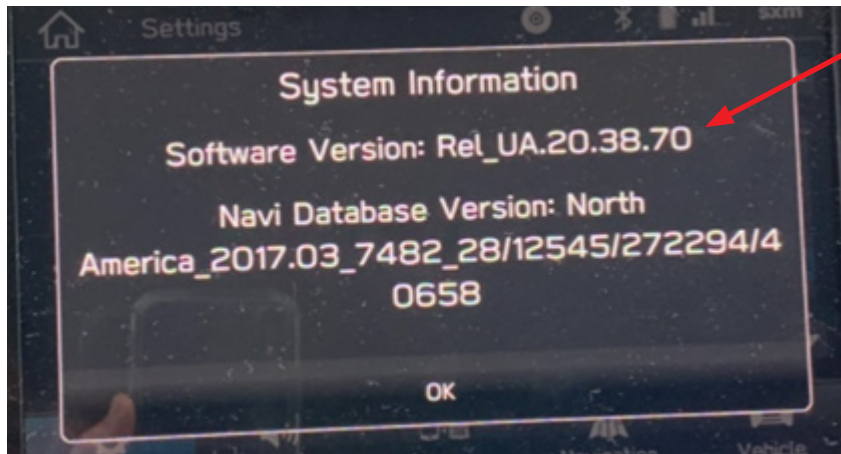 Settings
sxm
System Information
Software Version: Rel_UA.20.38.70
Navi Database Version: North
America_2017.03_7482_28/12545/272294/4
0658
OK
Navigation
Vehicle